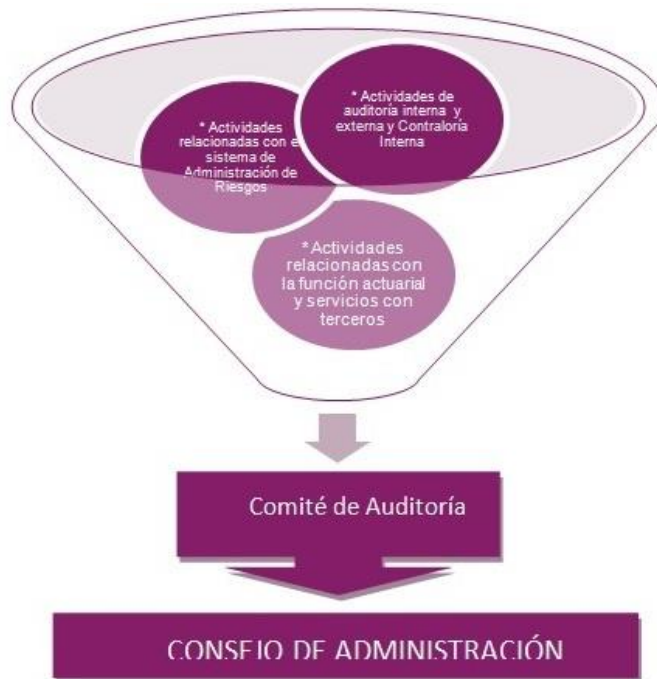 * Actividades de
auditoría interna y
externa y Contraloría
Interna
* Actividades
relacionadas con e
sistema de
Administración de
Riesgos
* Actividades
relacionadas con
la función actuarial
y servicios con
terceros
Comité de Auditoría
CONSEJO DE ADMINISTRACIÓN